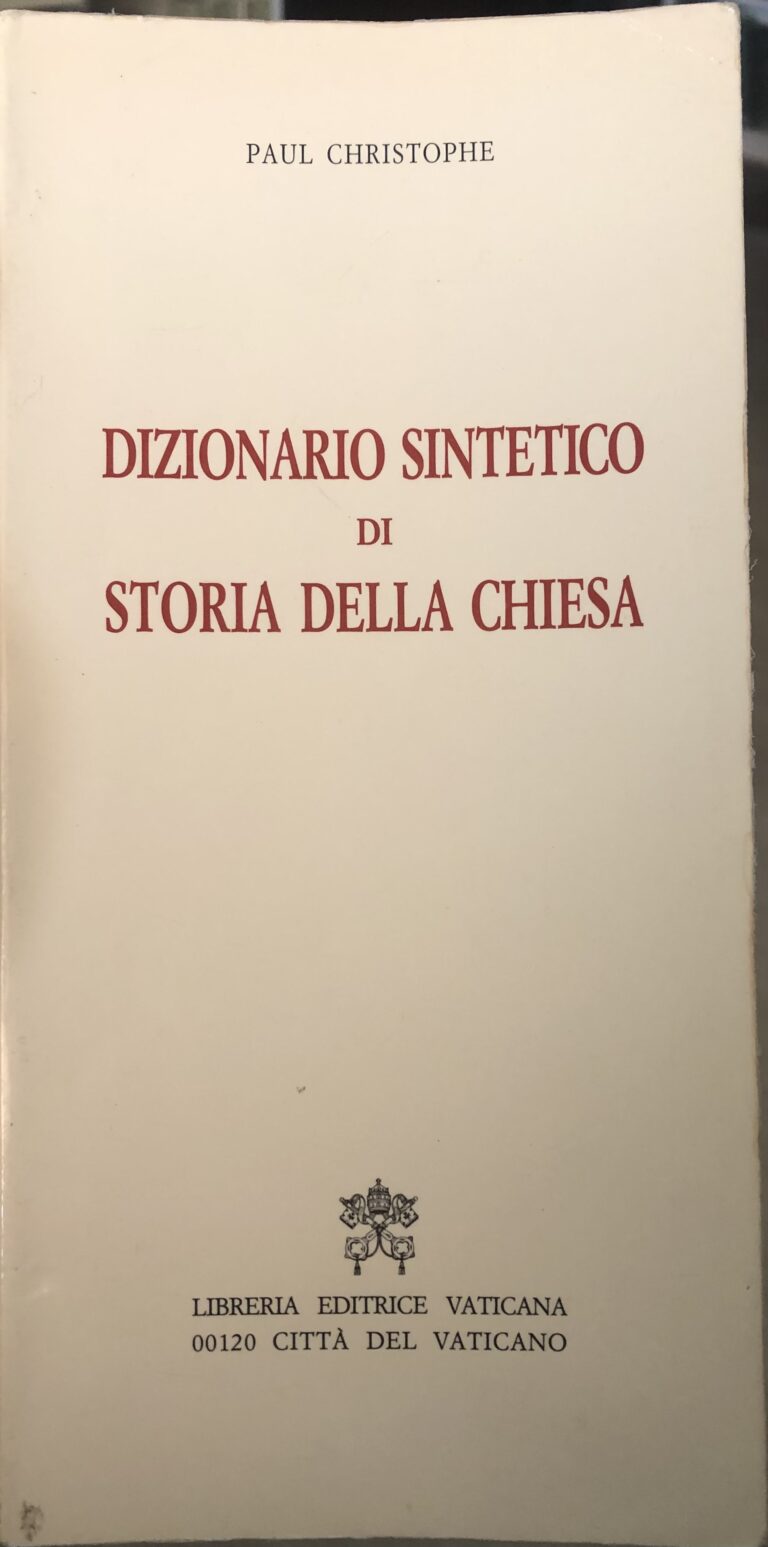 PAUL CHRISTOPHE
DIZIONARIO SINTETICO
DI
STORIA DELLA CHIESA
LIBRERIA EDITRICE VATICANA
00120 CITTÀ DEL VATICANO